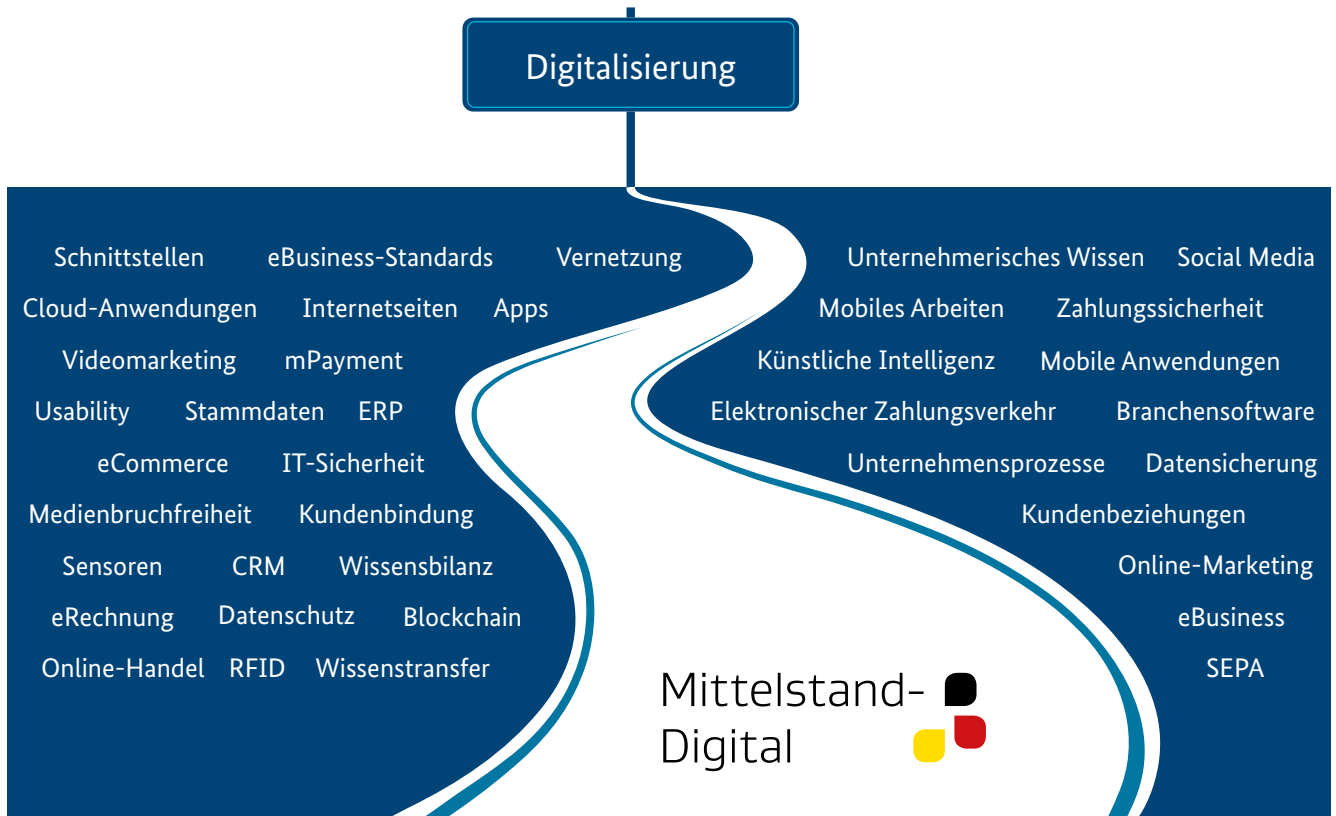 Digitalisierung
Schnittstellen eBusiness-Standards Vernetzung Unternehmerisches Wissen Social Media
Cloud-Anwendungen Internetseiten Apps Mobiles Arbeiten Zahlungssicherheit
Videomarketing mPayment Künstliche Intelligenz Mobile Anwendungen
Usability Stammdaten ERP Elektronischer Zahlungsverkehr Branchensoftware
eCommerce IT-Sicherheit Unternehmensprozesse Datensicherung
Medienbruchfreiheit Kundenbindung Kundenbeziehungen
Sensoren CRM Wissensbilanz Online-Marketing
eRechnung Datenschutz Blockchain eBusiness
Online-Handel RFID Wissenstransfer SEPA
Mittelstand-
Digital